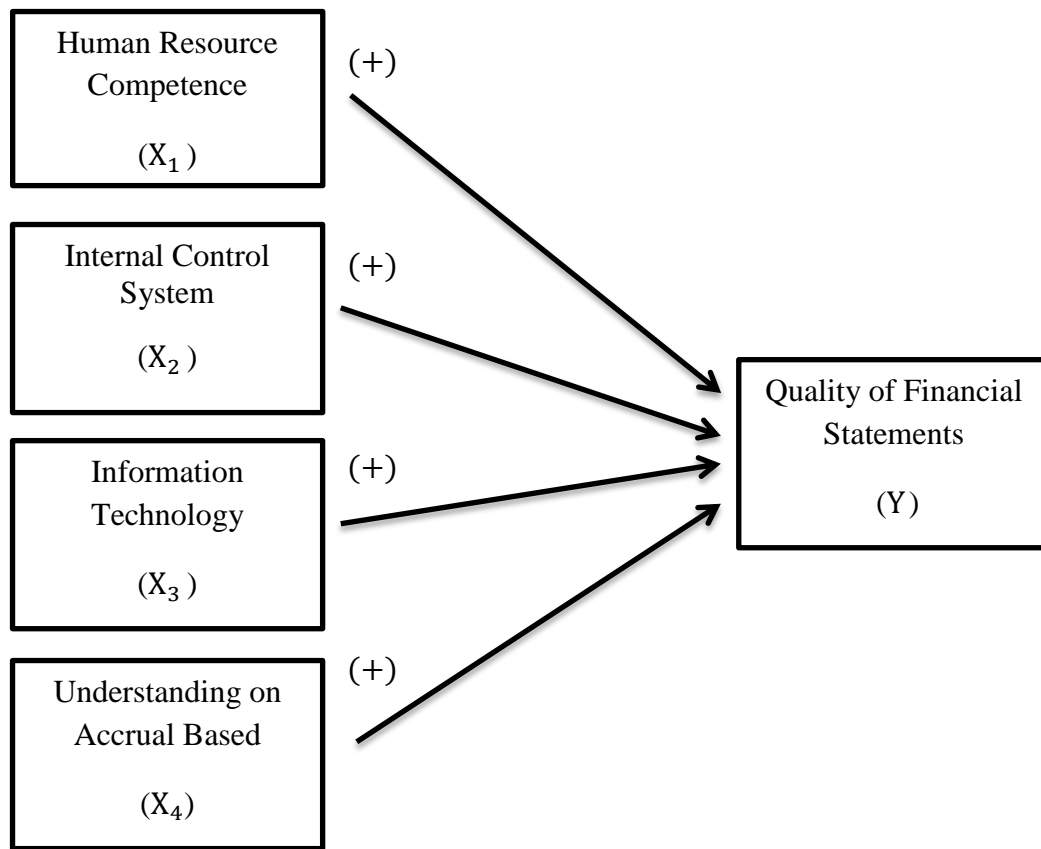 Human Resource
Competence
(X₁)
(+)
Internal Control
System
(X₂)
(+)
Information
Technology
(X₃)
(+)
Understanding on
Accrual Based
(X₄)
(+)
Quality of Financial
Statements
(Y)